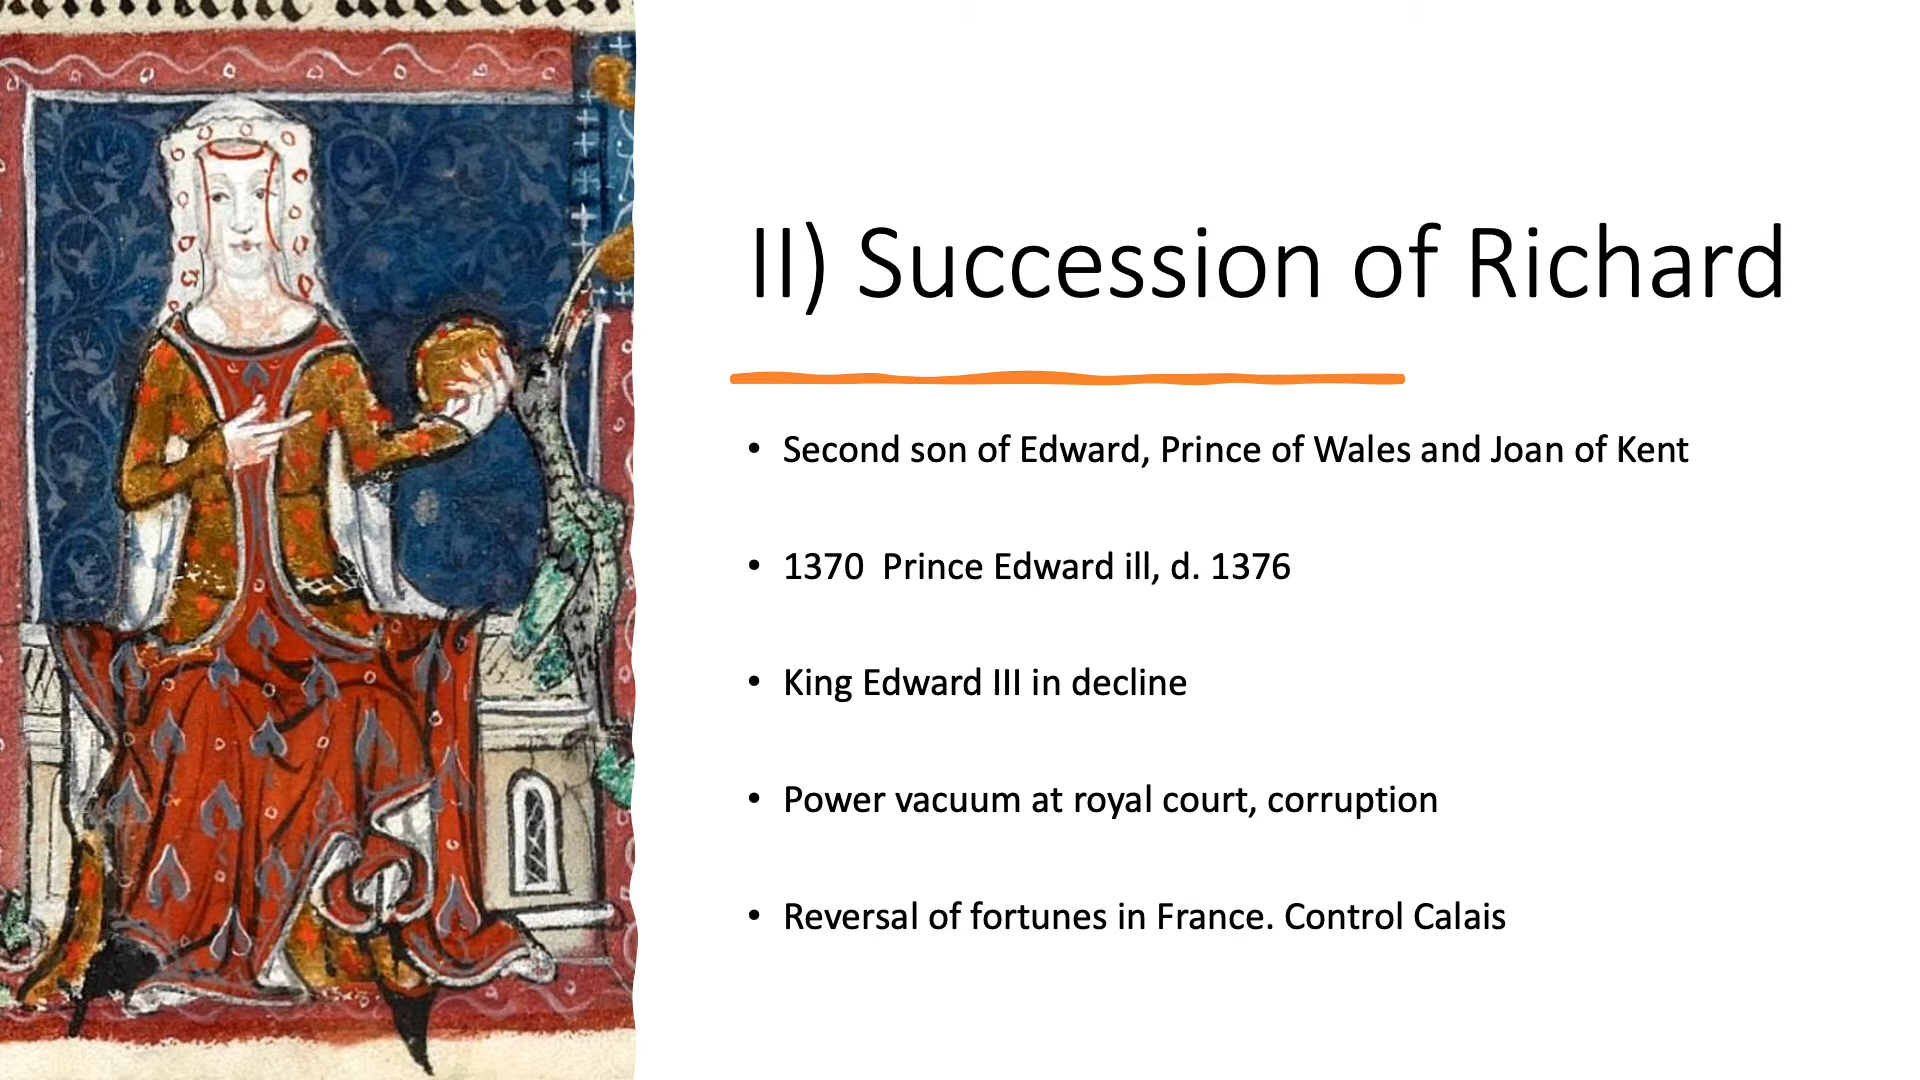 II) Succession of Richard
• Second son of Edward, Prince of Wales and Joan of Kent
• 1370  Prince Edward ill, d. 1376
• King Edward III in decline
• Power vacuum at royal court, corruption
• Reversal of fortunes in France. Control Calais